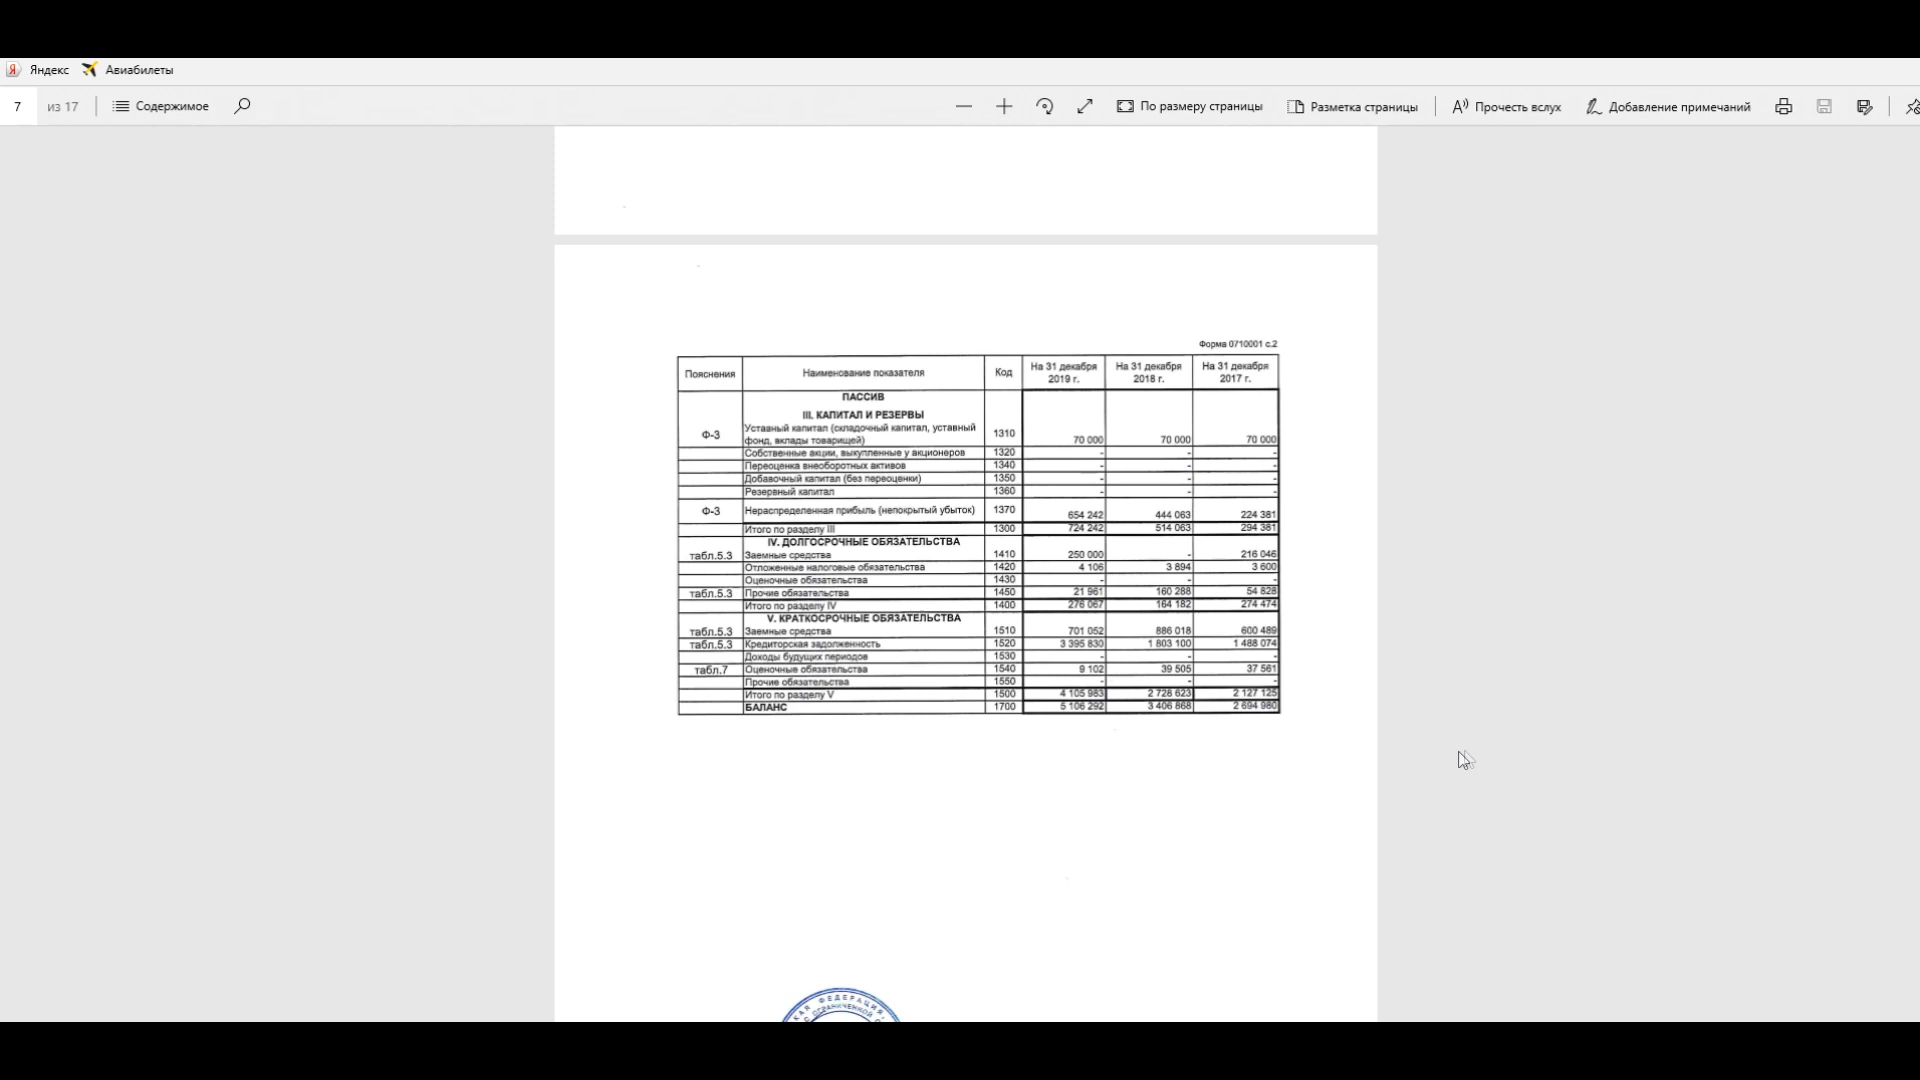 Яндекс Авиабилеты
7 из 17 Содержимое По размеру страницы Разметка страницы Прочесть вслух Добавление примечаний
Форма 0710001 с.2
Пояснения Наименование показателя Код На 31 декабря 2019 г. На 31 декабря 2018 г. На 31 декабря 2017 г.
ПАССИВ
III. КАПИТАЛ И РЕЗЕРВЫ
Ф-3 Уставный капитал (складочный капитал, уставный фонд, вклады товарищей) 1310 70 000 70 000 70 000
Собственные акции, выкупленные у акционеров 1320 - - -
Переоценка внеоборотных активов 1340 - - -
Добавочный капитал (без переоценки) 1350 - - -
Резервный капитал 1360 - - -
Ф-3 Нераспределенная прибыль (непокрытый убыток) 1370 654 242 444 063 224 381
Итого по разделу III 1300 724 242 514 063 294 381
IV. ДОЛГОСРОЧНЫЕ ОБЯЗАТЕЛЬСТВА
табл.5.3 Заемные средства 1410 250 000 - 216 046
Отложенные налоговые обязательства 1420 4 106 3 894 3 600
Оценочные обязательства 1430 - - -
табл.5.3 Прочие обязательства 1450 21 961 160 288 54 828
Итого по разделу IV 1400 276 067 164 182 274 474
V. КРАТКОСРОЧНЫЕ ОБЯЗАТЕЛЬСТВА
табл.5.3 Заемные средства 1510 701 052 886 018 600 489
табл.5.3 Кредиторская задолженность 1520 3 395 830 1 803 100 1 488 074
Доходы будущих периодов 1530 - - -
табл.7 Оценочные обязательства 1540 9 102 39 505 37 561
Прочие обязательства 1550 - - -
Итого по разделу V 1500 4 105 983 2 728 623 2 127 125
БАЛАНС 1700 5 106 292 3 406 868 2 694 980
ФЕДЕРАЦИЯ
ОГРАНИЧЕННОЙ